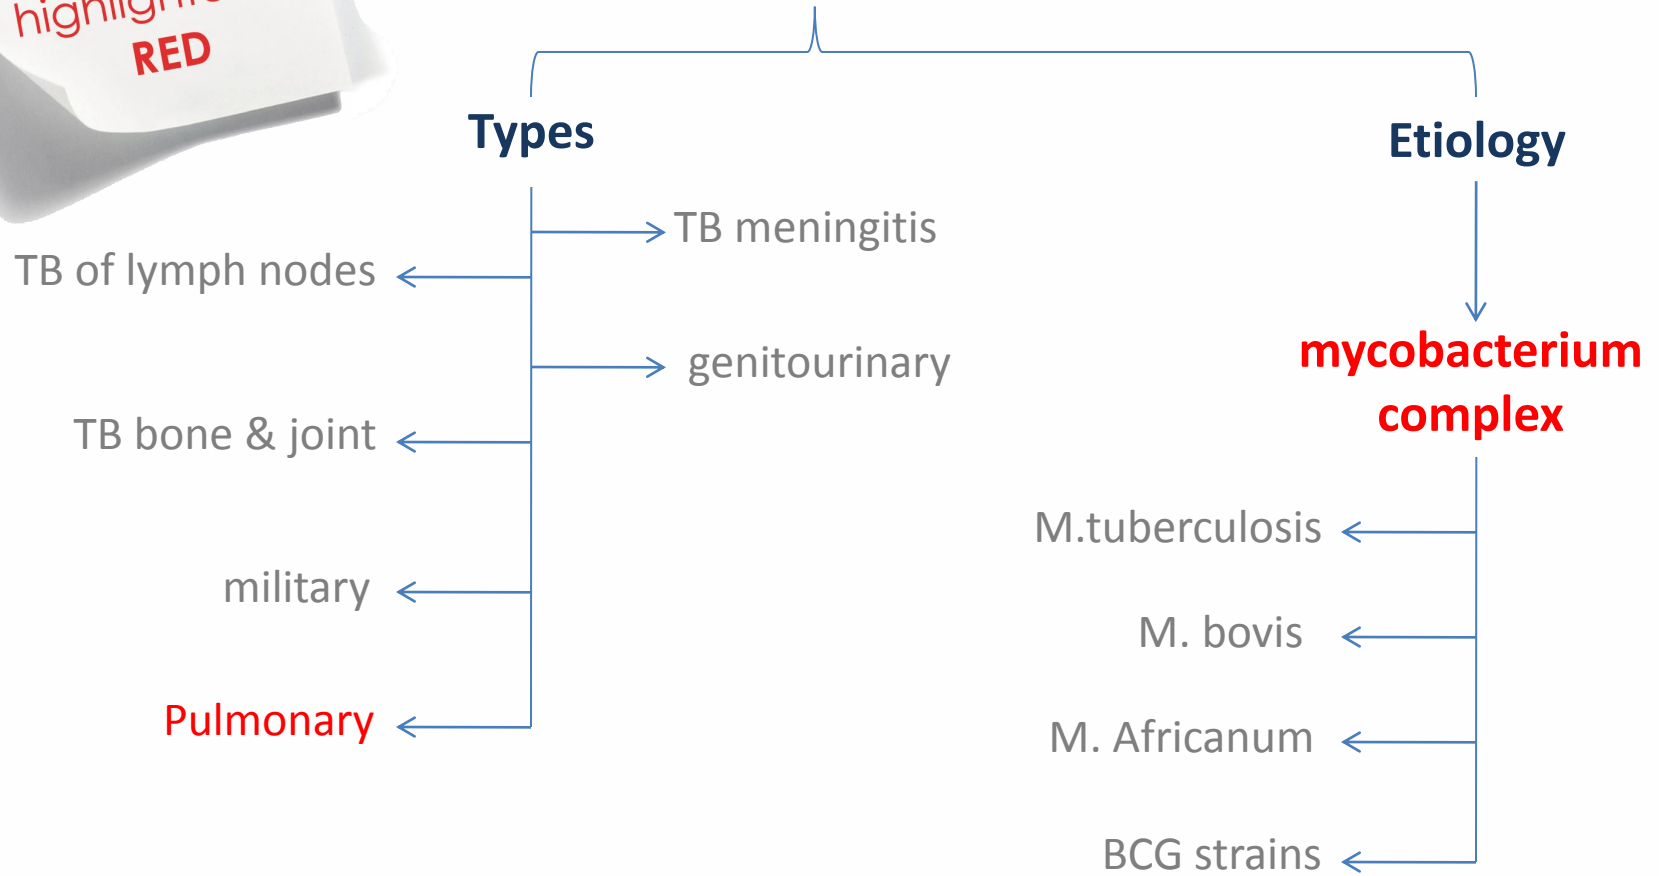 RED
Types
Etiology
TB meningitis
TB of lymph nodes
genitourinary
mycobacterium
complex
TB bone & joint
M.tuberculosis
military
M. bovis
Pulmonary
M. Africanum
BCG strains